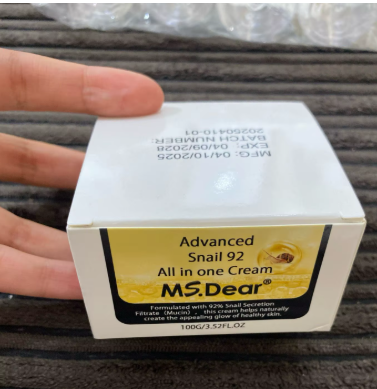 MFG: 04/10/2025
EXP: 04/09/2028
BATCH NUMBER:
20250410-01
Advanced
Snail 92
All in one Cream
MS.Dear®
Formulated with 92% Snail Secretion
Filtrate (Mucin) , this cream helps naturally
create the appealing glow of healthy skin.
100G/3.52FL.OZ